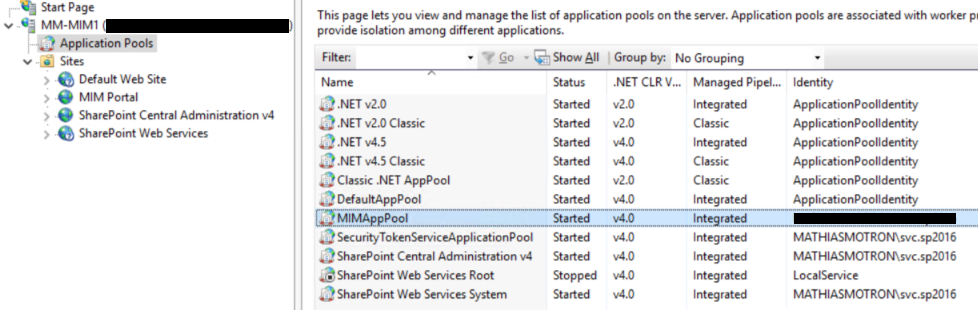 Start Page
MM-MIM1 (
Application Pools
Sites
Default Web Site
MIM Portal
SharePoint Central Administration v4
SharePoint Web Services
This page lets you view and manage the list of application pools on the server. Application pools are associated with worker
provide isolation among different applications.
Filter: Go Show All Group by: No Grouping
Name Status .NET CLR V... Managed Pipel... Identity
.NET v2.0 Started v2.0 Integrated ApplicationPoolIdentity
.NET v2.0 Classic Started v2.0 Classic ApplicationPoolIdentity
.NET v4.5 Started v4.0 Integrated ApplicationPoolIdentity
.NET v4.5 Classic Started v4.0 Classic ApplicationPoolIdentity
Classic .NET AppPool Started v2.0 Classic ApplicationPoolIdentity
DefaultAppPool Started v4.0 Integrated ApplicationPoolIdentity
MIMAppPool Started v4.0 Integrated
SecurityTokenServiceApplicationPool Started v4.0 Integrated MATHIASMOTRON\svc.sp2016
SharePoint Central Administration v4 Started v4.0 Integrated MATHIASMOTRON\svc.sp2016
SharePoint Web Services Root Stopped v4.0 Integrated LocalService
SharePoint Web Services System Started v4.0 Integrated MATHIASMOTRON\svc.sp2016